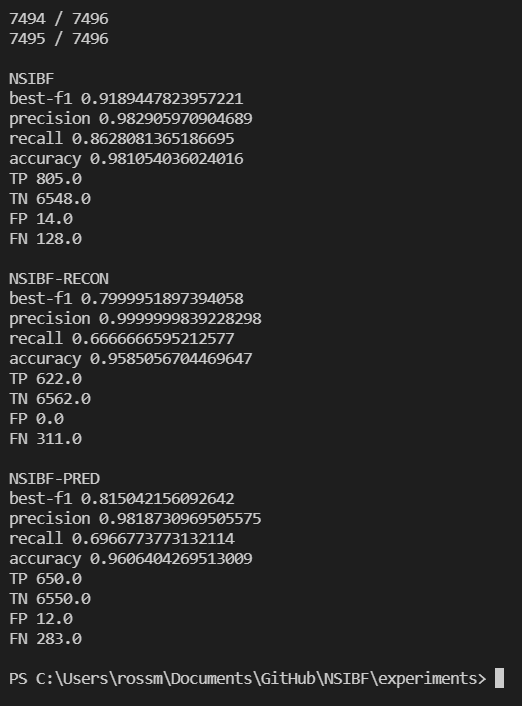 7494 / 7496
7495 / 7496
NSIBF
best-f1 0.9189447823957221
precision 0.982905970904689
recall 0.8628081365186695
accuracy 0.981054036024016
TP 805.0
TN 6548.0
FP 14.0
FN 128.0
NSIBF-RECON
best-f1 0.7999951897394058
precision 0.9999999839228298
recall 0.6666666595212577
accuracy 0.9585056704469647
TP 622.0
TN 6562.0
FP 0.0
FN 311.0
NSIBF-PRED
best-f1 0.815042156092642
precision 0.9818730969505575
recall 0.6966773773132114
accuracy 0.9606404269513009
TP 650.0
TN 6550.0
FP 12.0
FN 283.0
PS C:\Users\rossm\Documents\GitHub\NSIBF\experiments>